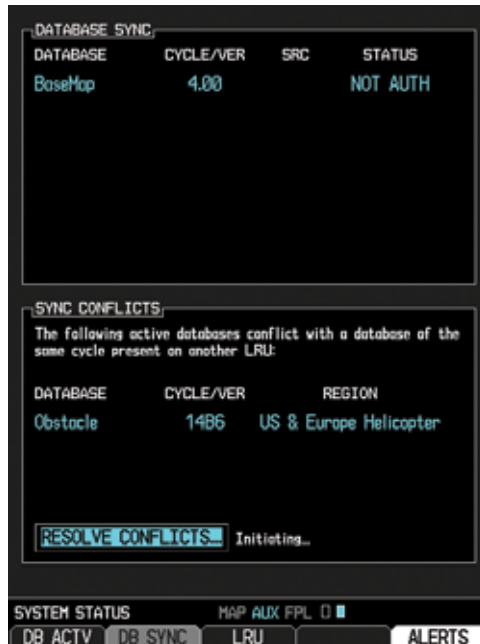 DATABASE SYNC
DATABASE CYCLE/VER SRC STATUS
BaseMap 4.00 NOT AUTH
SYNC CONFLICTS
The following active databases conflict with a database of the
same cycle present on another LRU:
DATABASE CYCLE/VER REGION
Obstacle 14B6 US & Europe Helicopter
RESOLVE CONFLICTS… Initiating…
SYSTEM STATUS MAP AUX FPL
DB ACTV DB SYNC LRU ALERTS